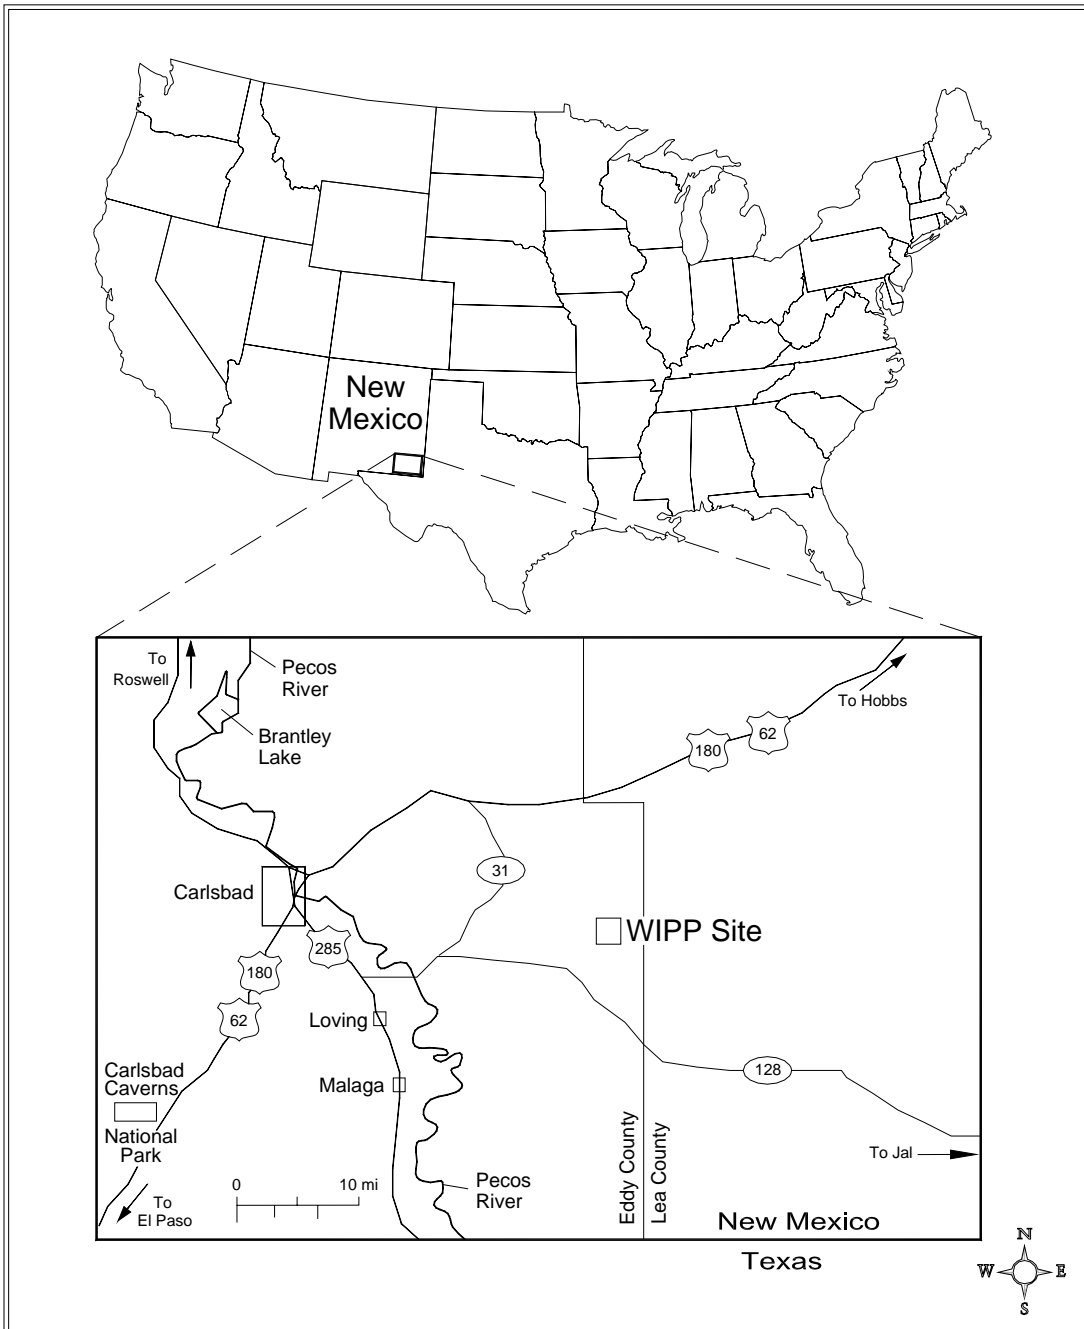 New
Mexico
To
Roswell
Pecos
River
Brantley
Lake
To Hobbs
62
180
31
Carlsbad
WIPP Site
285
180
62
Loving
Carlsbad
Caverns
National
Park
Malaga
128
To Jal
Eddy County
Lea County
0 10 mi
Pecos
River
To
El Paso
New Mexico
Texas
N
W E
S